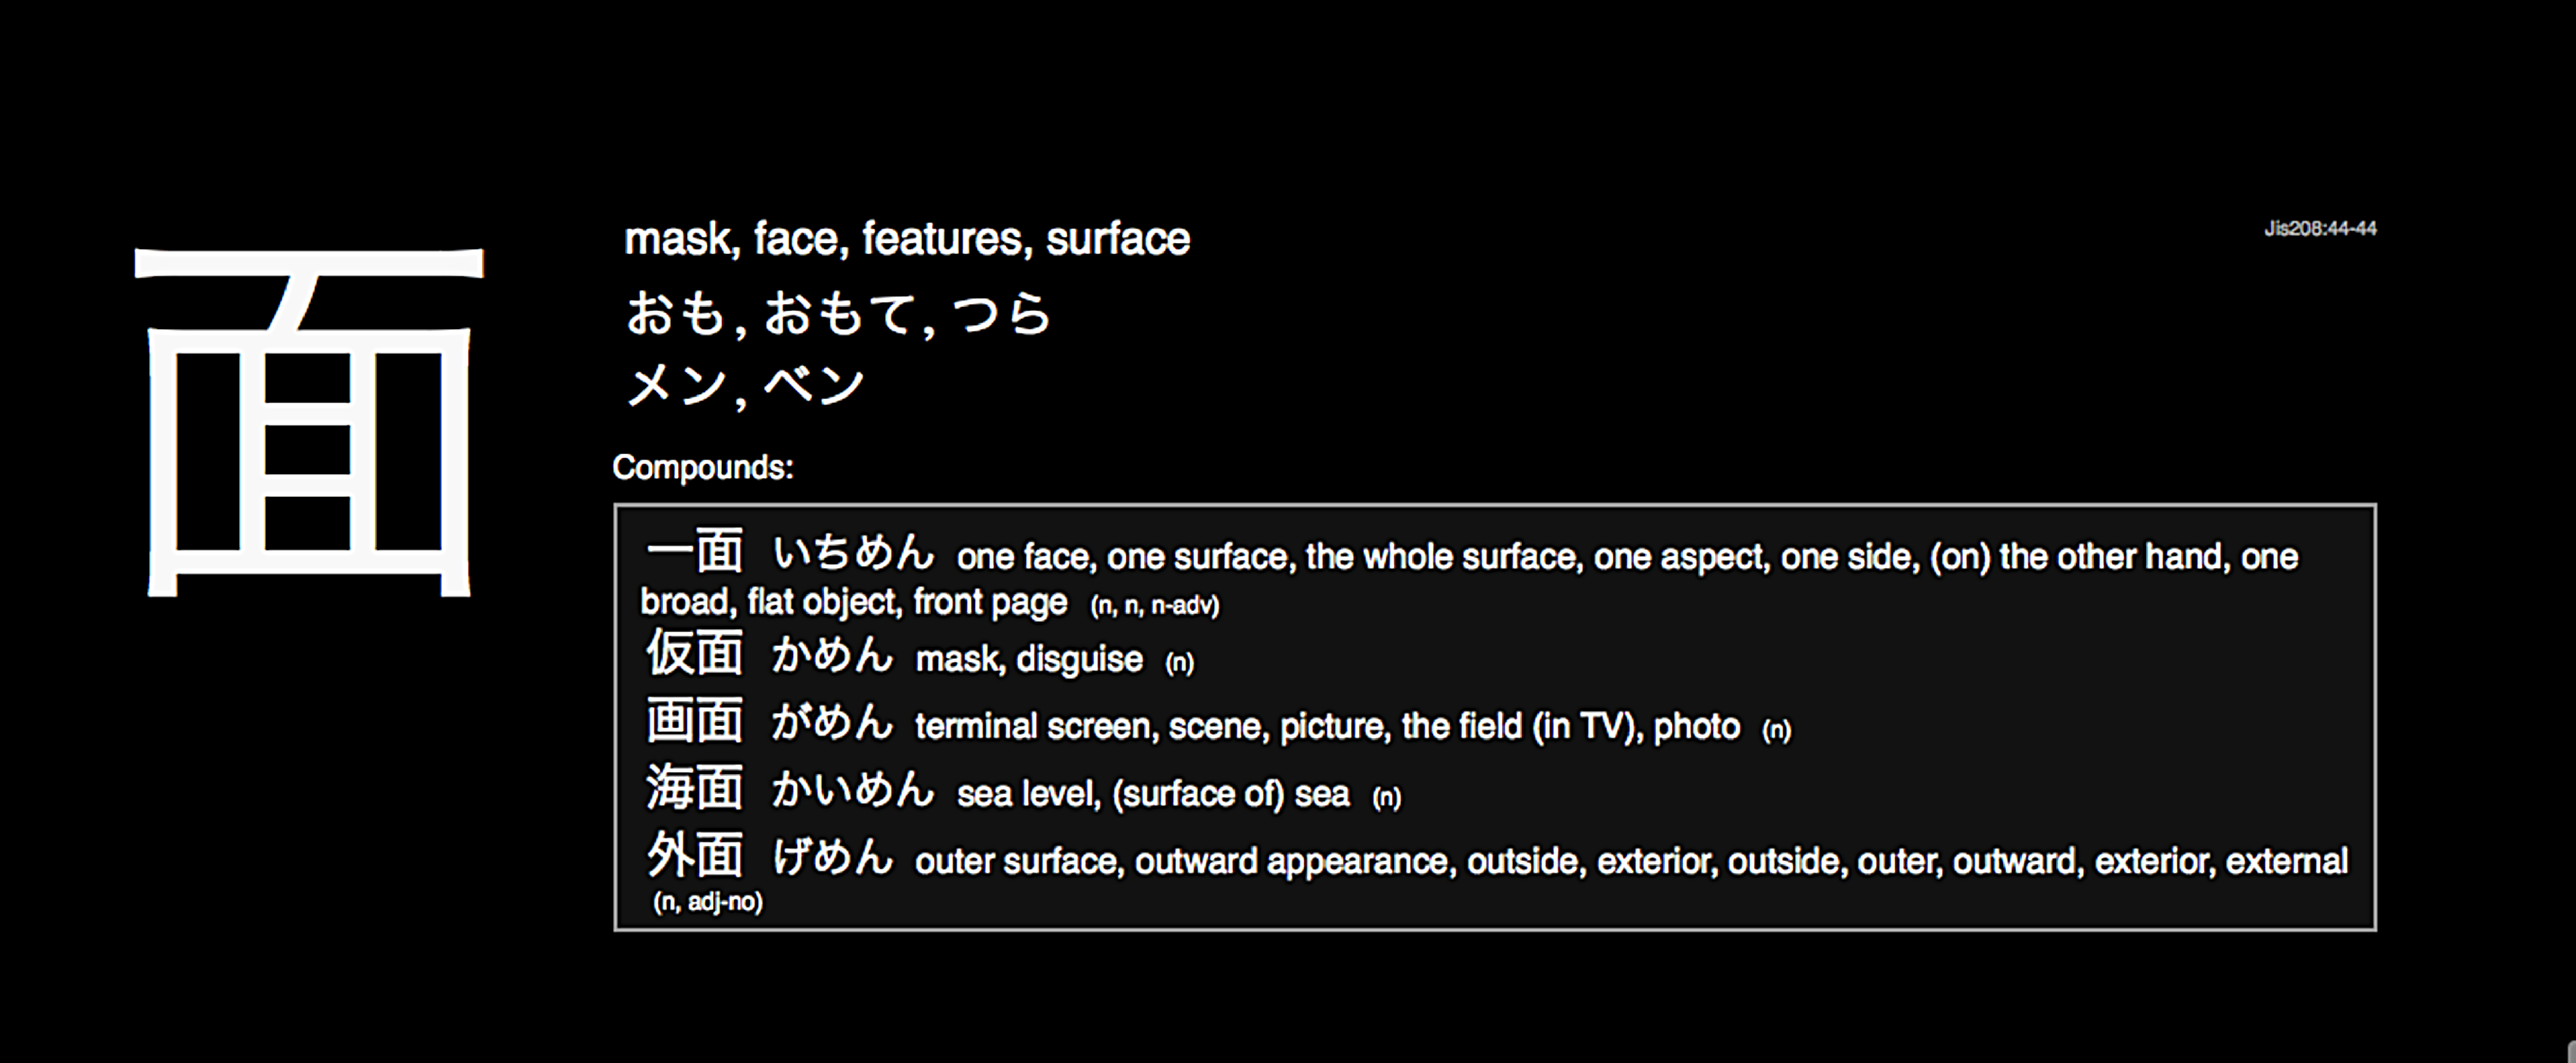 面
mask, face, features, surface
Jis208:44-44
おも, おもて, つら
メン, ベン
Compounds:
一面 いちめん one face, one surface, the whole surface, one aspect, one side, (on) the other hand, one
broad, flat object, front page (n, n, n-adv)
仮面 かめん mask, disguise (n)
画面 がめん terminal screen, scene, picture, the field (in TV), photo (n)
海面 かいめん sea level, (surface of) sea (n)
外面 げめん outer surface, outward appearance, outside, exterior, outside, outer, outward, exterior, external
(n, adj-no)